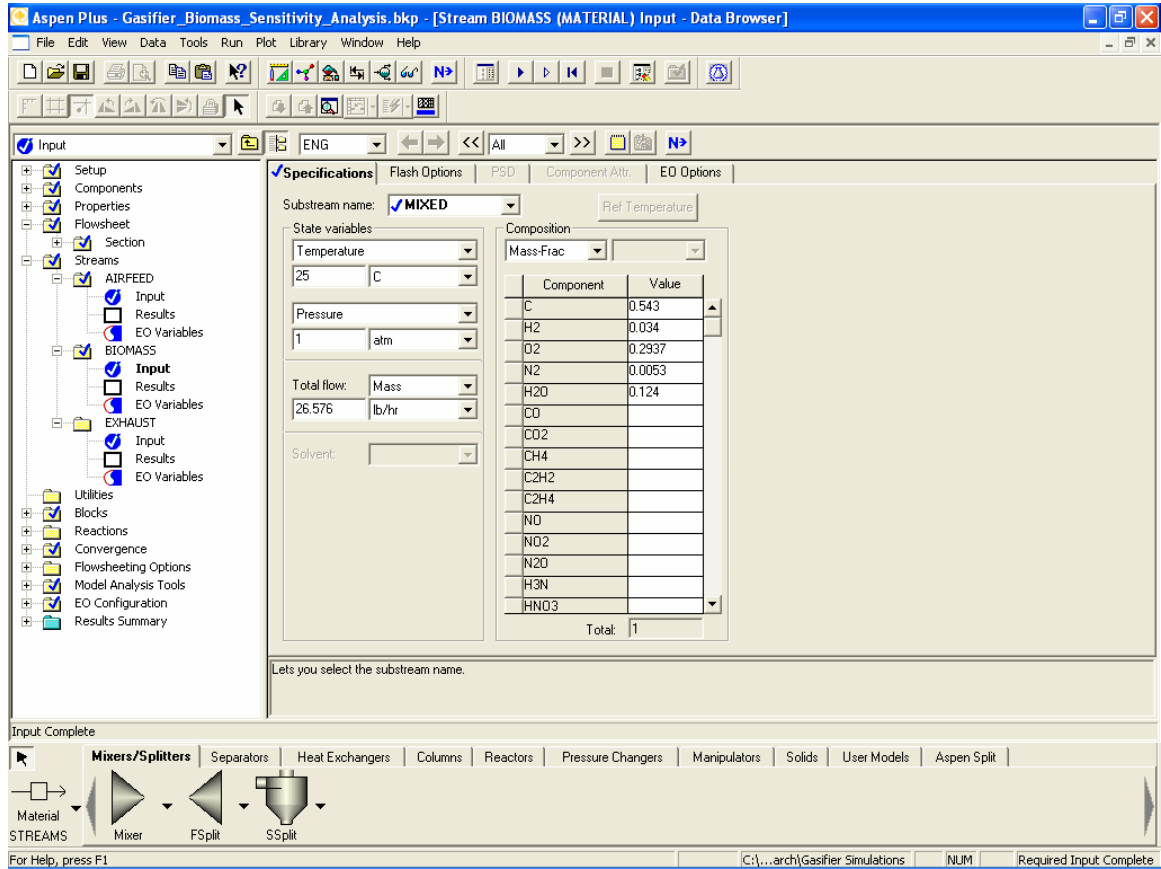 Aspen Plus - Gasifier_Biomass_Sensitivity_Analysis.bkp - [Stream BIOMASS (MATERIAL) Input - Data Browser]
File Edit View Data Tools Run Plot Library Window Help
N>
Input ENG << All >> N>
Setup
Components
Properties
Flowsheet
Section
Streams
AIRFEED
Input
Results
EO Variables
BIOMASS
Input
Results
EO Variables
EXHAUST
Input
Results
EO Variables
Utilities
Blocks
Reactions
Convergence
Flowsheeting Options
Model Analysis Tools
EO Configuration
Results Summary
Specifications Flash Options PSD Component Attr. EO Options
Substream name: MIXED Ref Temperature
State variables
Temperature
25 C
Pressure
1 atm
Total flow: Mass
26.576 lb/hr
Solvent:
Composition
Mass-Frac
Component Value
C 0.543
H2 0.034
O2 0.2937
N2 0.0053
H2O 0.124
CO
CO2
CH4
C2H2
C2H4
NO
NO2
N2O
H3N
HNO3
Total: 1
Lets you select the substream name.
Input Complete
Mixers/Splitters Separators Heat Exchangers Columns Reactors Pressure Changers Manipulators Solids User Models Aspen Split
Material
STREAMS Mixer FSplit SSplit
For Help, press F1 C:\...arch\Gasifier Simulations NUM Required Input Complete